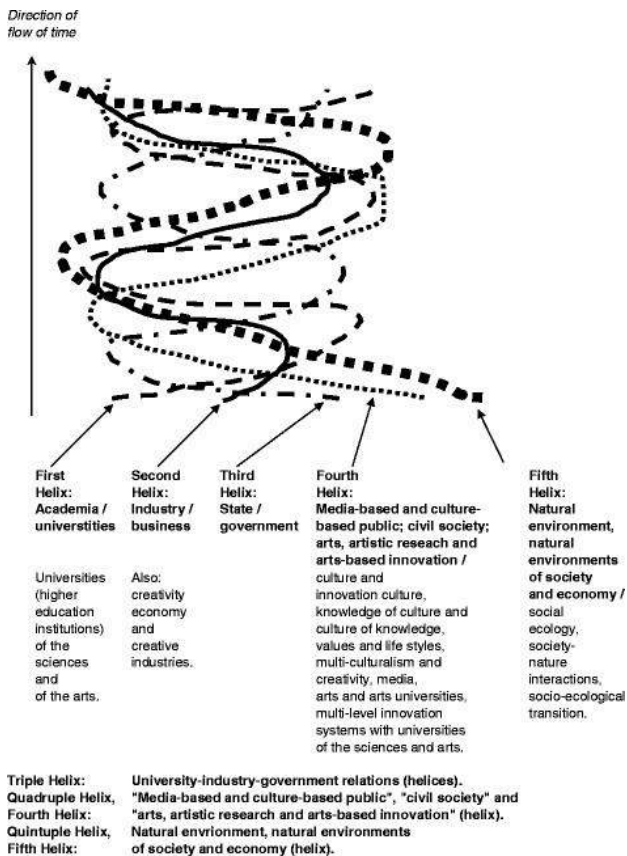 Direction of
flow of time
First
Helix:
Academia /
universtities
Universities
(higher
education
institutions)
of the
sciences
and
of the arts.
Second
Helix:
Industry /
business
Also:
creativity
economy
and
creative
industries.
Third
Helix:
State /
government
Fourth
Helix:
Media-based and culture-
based public; civil society;
arts, artistic reseach and
arts-based innovation /
culture and
innovation culture,
knowledge of culture and
culture of knowledge,
values and life styles,
multi-culturalism and
creativity, media,
arts and arts universities,
multi-level innovation
systems with universities
of the sciences and arts.
Fifth
Helix:
Natural
environment,
natural
environments
of society
and economy /
social
ecology,
society-
nature
interactions,
socio-ecological
transition.
Triple Helix: University-industry-government relations (helices).
Quadruple Helix, "Media-based and culture-based public", "civil society" and
Fourth Helix: "arts, artistic research and arts-based innovation" (helix).
Quintuple Helix, Natural envrionment, natural environments
Fifth Helix: of society and economy (helix).